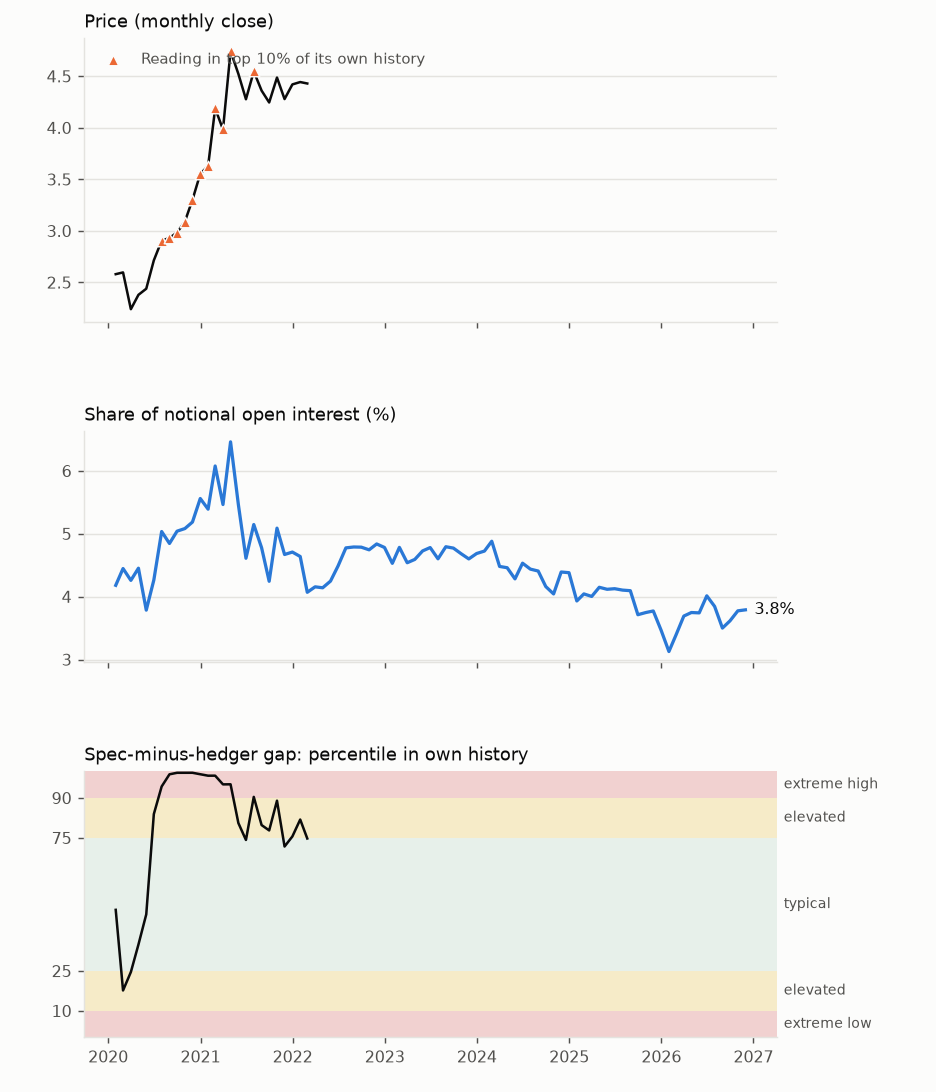 Price (monthly close)
Reading in top 10% of its own history
4.5
4.0
3.5
3.0
2.5
Share of notional open interest (%)
6
5
4
3
3.8%
Spec-minus-hedger gap: percentile in own history
90
75
25
10
extreme high
elevated
typical
elevated
extreme low
2020 2021 2022 2023 2024 2025 2026 2027